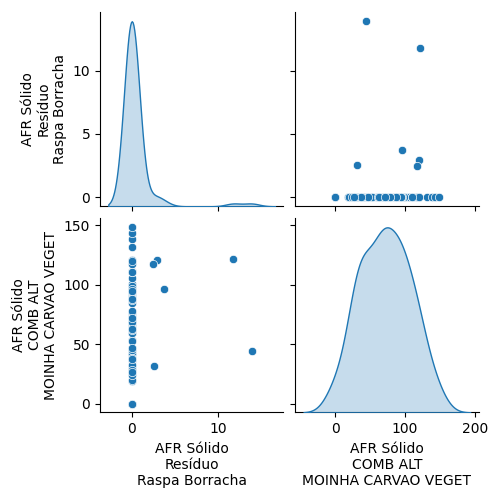 AFR Sólido
Resíduo
Raspa Borracha
10
5
0
AFR Sólido
COMB ALT
MOINHA CARVAO VEGET
150
100
50
0
0
10
AFR Sólido
Resíduo
Raspa Borracha
0
100
200
AFR Sólido
COMB ALT
MOINHA CARVAO VEGET